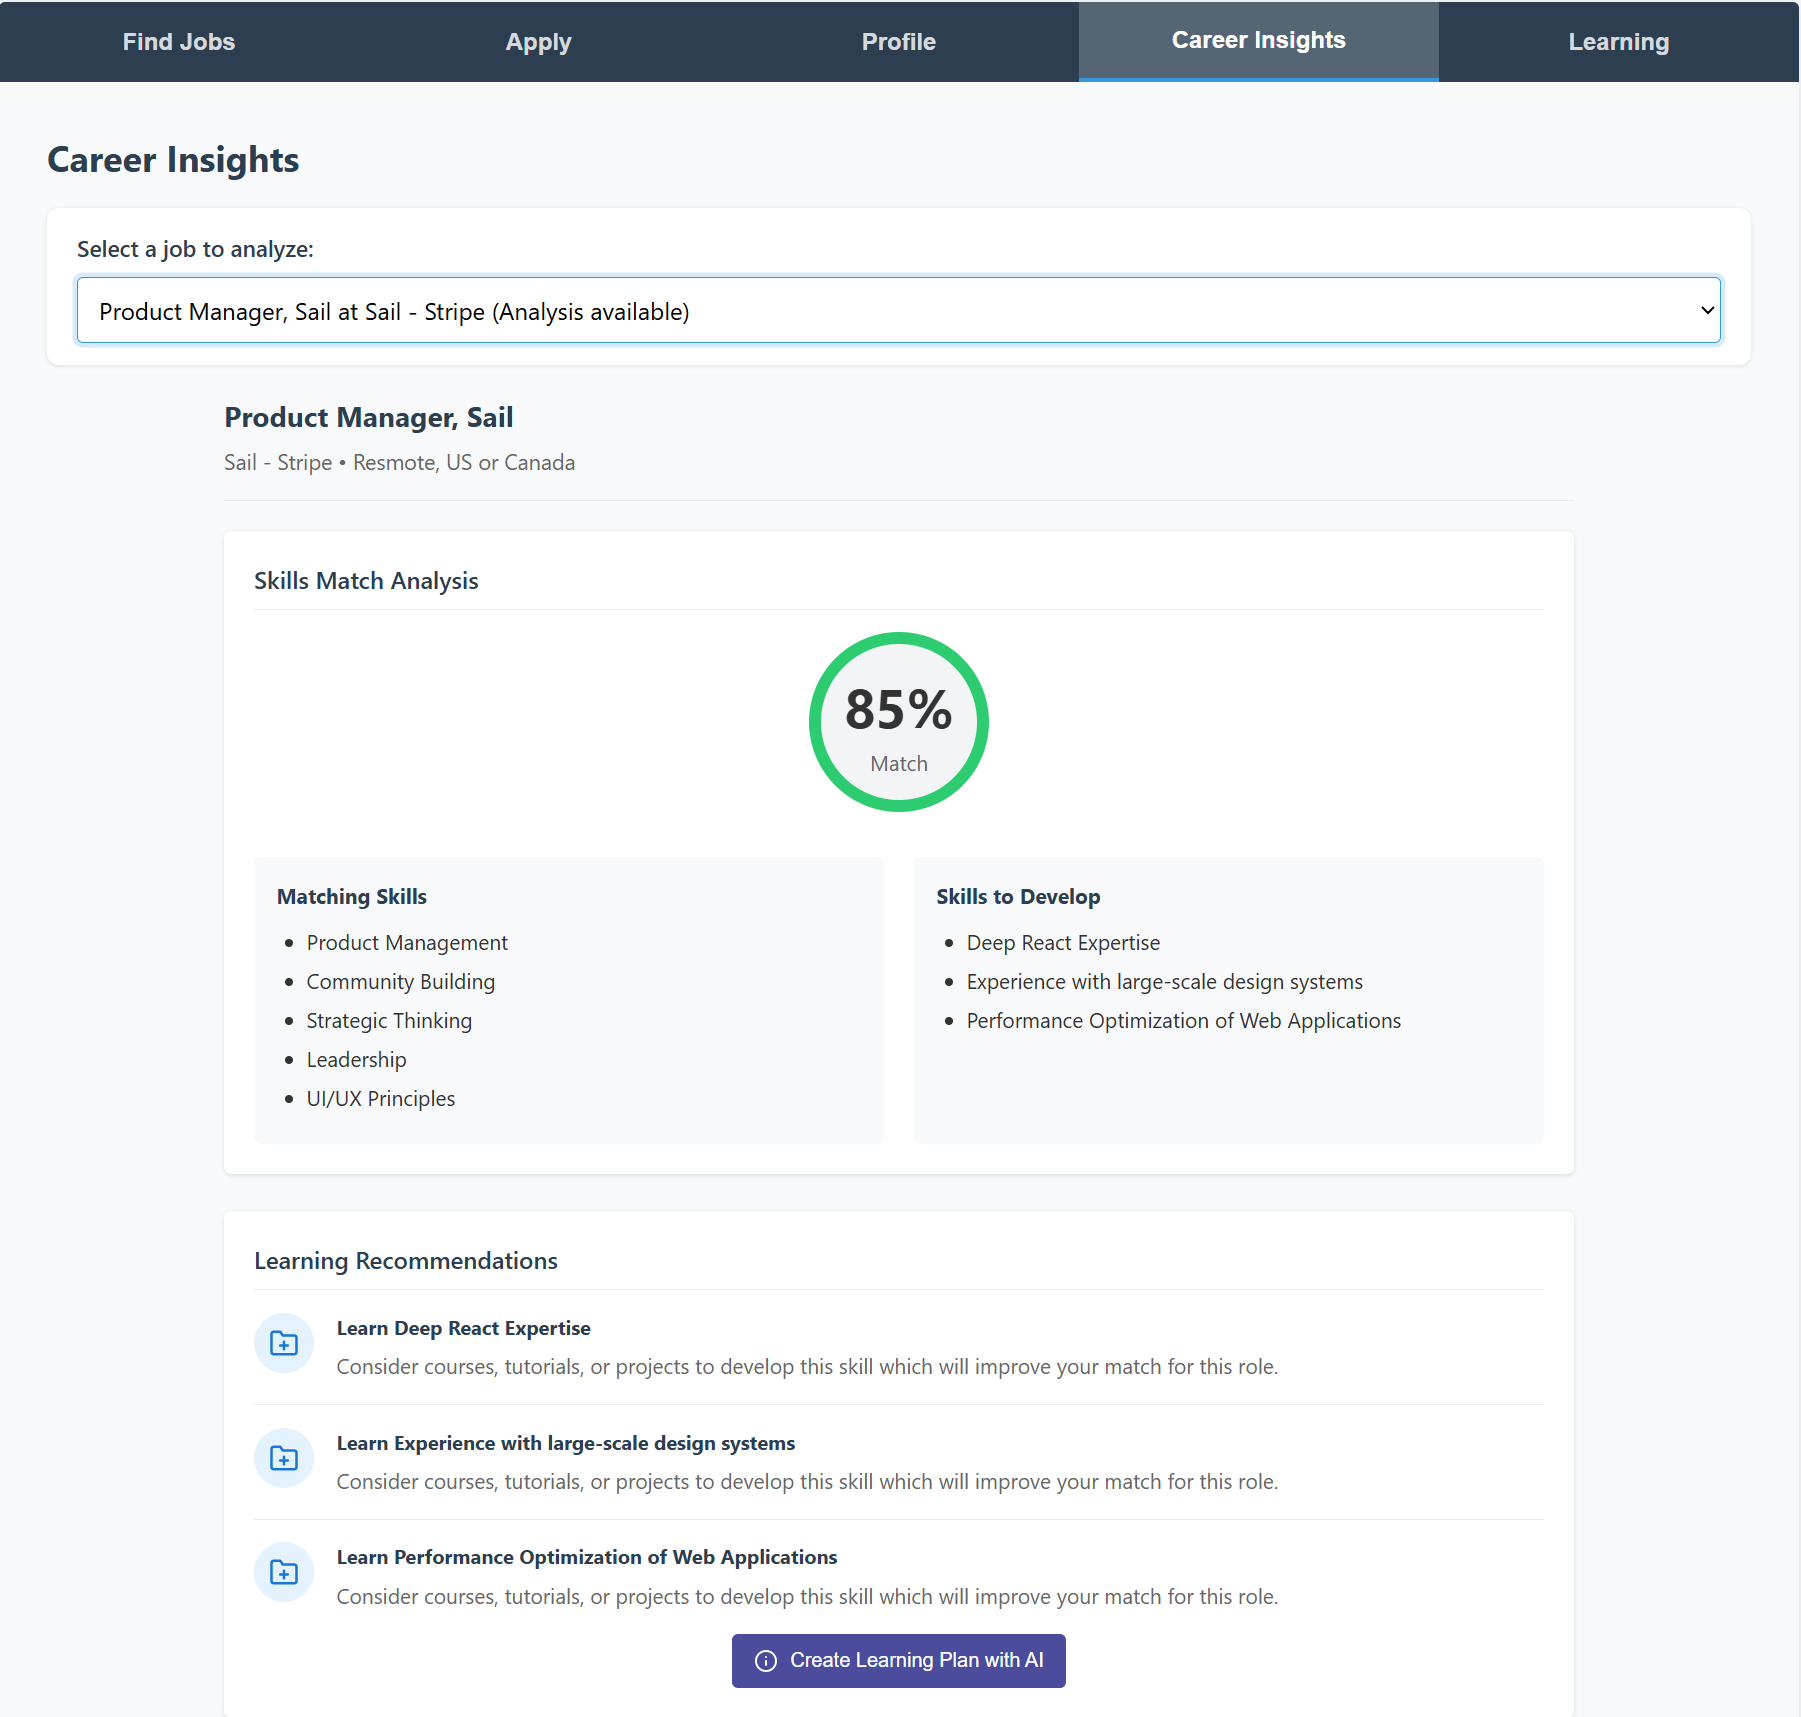 Find Jobs
Apply
Profile
Career Insights
Learning
Career Insights
Select a job to analyze:
Product Manager, Sail at Sail - Stripe (Analysis available)
Product Manager, Sail
Sail - Stripe • Resmote, US or Canada
Skills Match Analysis
85%
Match
Matching Skills
• Product Management
• Community Building
• Strategic Thinking
• Leadership
• UI/UX Principles
Skills to Develop
• Deep React Expertise
• Experience with large-scale design systems
• Performance Optimization of Web Applications
Learning Recommendations
Learn Deep React Expertise
Consider courses, tutorials, or projects to develop this skill which will improve your match for this role.
Learn Experience with large-scale design systems
Consider courses, tutorials, or projects to develop this skill which will improve your match for this role.
Learn Performance Optimization of Web Applications
Consider courses, tutorials, or projects to develop this skill which will improve your match for this role.
Create Learning Plan with AI